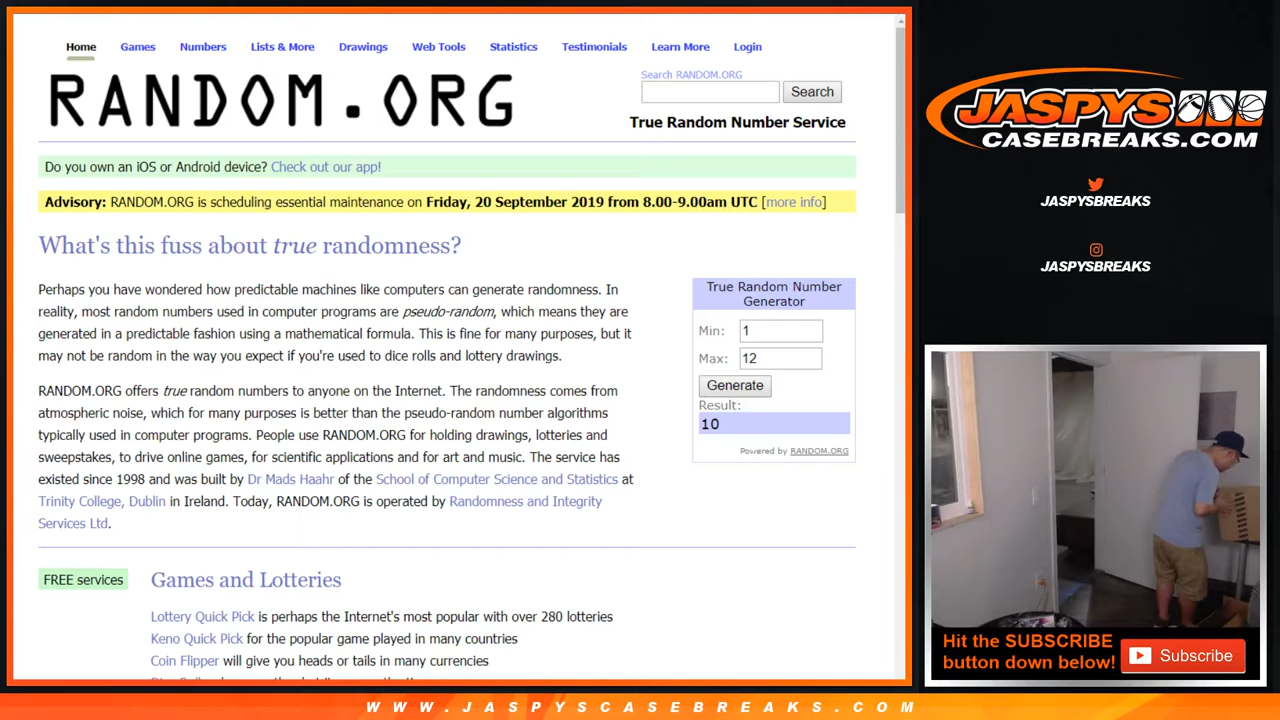 Home Games Numbers Lists & More Drawings Web Tools Statistics Testimonials Learn More Login
RANDOM.ORG
Search RANDOM.ORG
Search
True Random Number Service
Do you own an iOS or Android device? Check out our app!
Advisory: RANDOM.ORG is scheduling essential maintenance on Friday, 20 September 2019 from 8.00-9.00am UTC [more info]
What's this fuss about true randomness?
Perhaps you have wondered how predictable machines like computers can generate randomness. In
reality, most random numbers used in computer programs are pseudo-random, which means they are
generated in a predictable fashion using a mathematical formula. This is fine for many purposes, but it
may not be random in the way you expect if you're used to dice rolls and lottery drawings.
RANDOM.ORG offers true random numbers to anyone on the Internet. The randomness comes from
atmospheric noise, which for many purposes is better than the pseudo-random number algorithms
typically used in computer programs. People use RANDOM.ORG for holding drawings, lotteries and
sweepstakes, to drive online games, for scientific applications and for art and music. The service has
existed since 1998 and was built by Dr Mads Haahr of the School of Computer Science and Statistics at
Trinity College, Dublin in Ireland. Today, RANDOM.ORG is operated by Randomness and Integrity
Services Ltd.
True Random Number
Generator
Min: 1
Max: 12
Generate
Result:
10
Powered by RANDOM.ORG
FREE services
Games and Lotteries
Lottery Quick Pick is perhaps the Internet's most popular with over 280 lotteries
Keno Quick Pick for the popular game played in many countries
Coin Flipper will give you heads or tails in many currencies
JASPYS
CASEBREAKS.COM
JASPYSBREAKS
JASPYSBREAKS
Hit the SUBSCRIBE
button down below!
Subscribe
WWW.JASPYSCASEBREAKS.COM